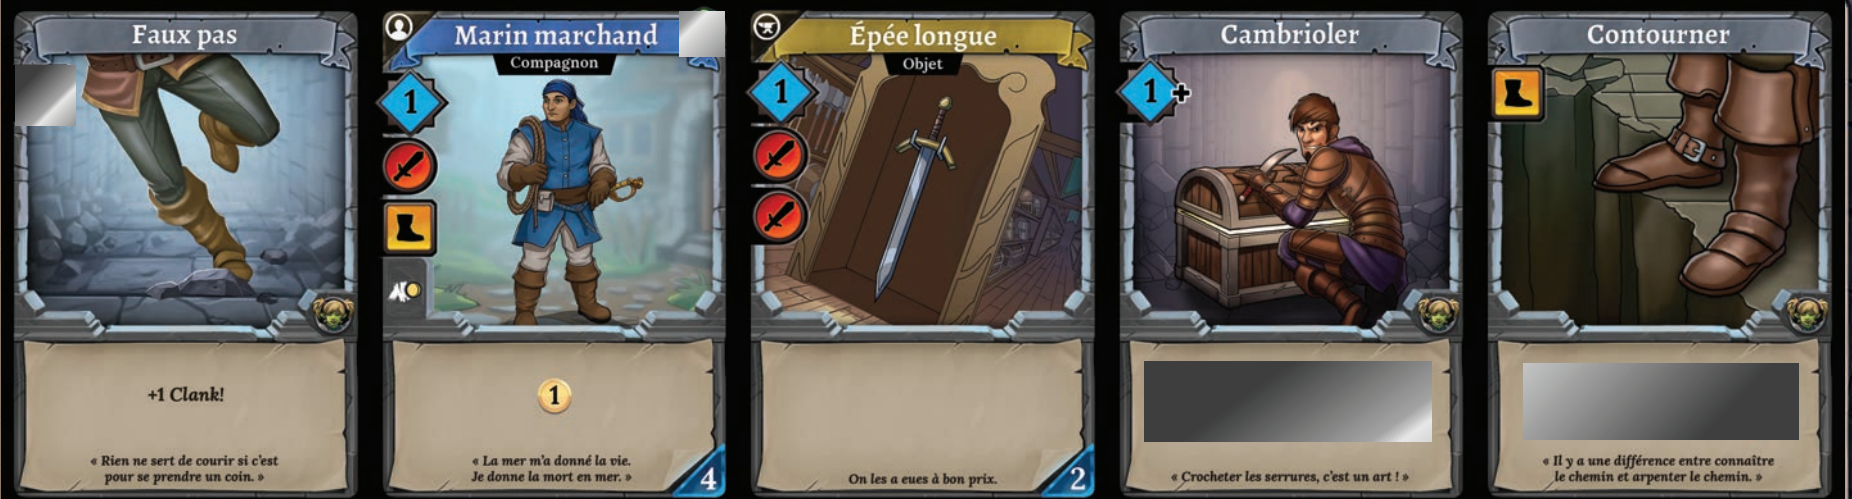 Faux pas
+1 Clank!
« Rien ne sert de courir si c'est
pour se prendre un coin. »
Marin marchand
Compagnon
1
1
« La mer m'a donné la vie.
Je donne la mort en mer. »
4
Épée longue
Objet
1
On les a eues à bon prix.
2
Cambrioler
1+
« Crocheter les serrures, c'est un art ! »
Contourner
« Il y a une différence entre connaître
le chemin et arpenter le chemin. »